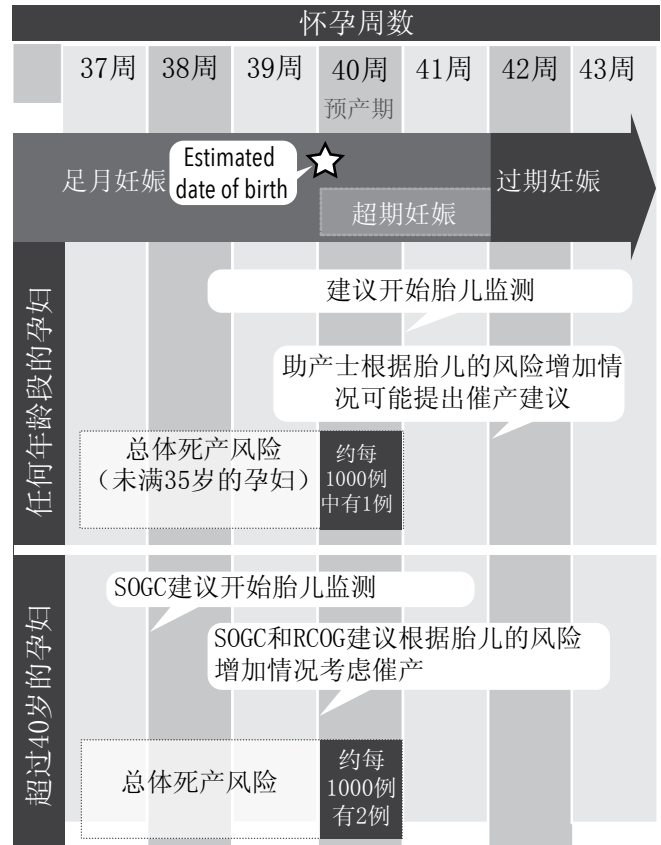 怀孕周数
37周 38周 39周 40周 41周 42周 43周
预产期
足月妊娠
Estimated
date of birth
超期妊娠
过期妊娠
任何年龄段的孕妇
建议开始胎儿监测
助产士根据胎儿的风险增加情
况可能提出催产建议
总体死产风险
（未满35岁的孕妇）
约每
1000例
中有1例
超过40岁的孕妇
SOGC建议开始胎儿监测
SOGC和RCOG建议根据胎儿的风险
增加情况考虑催产
总体死产风险
约每
1000例
有2例